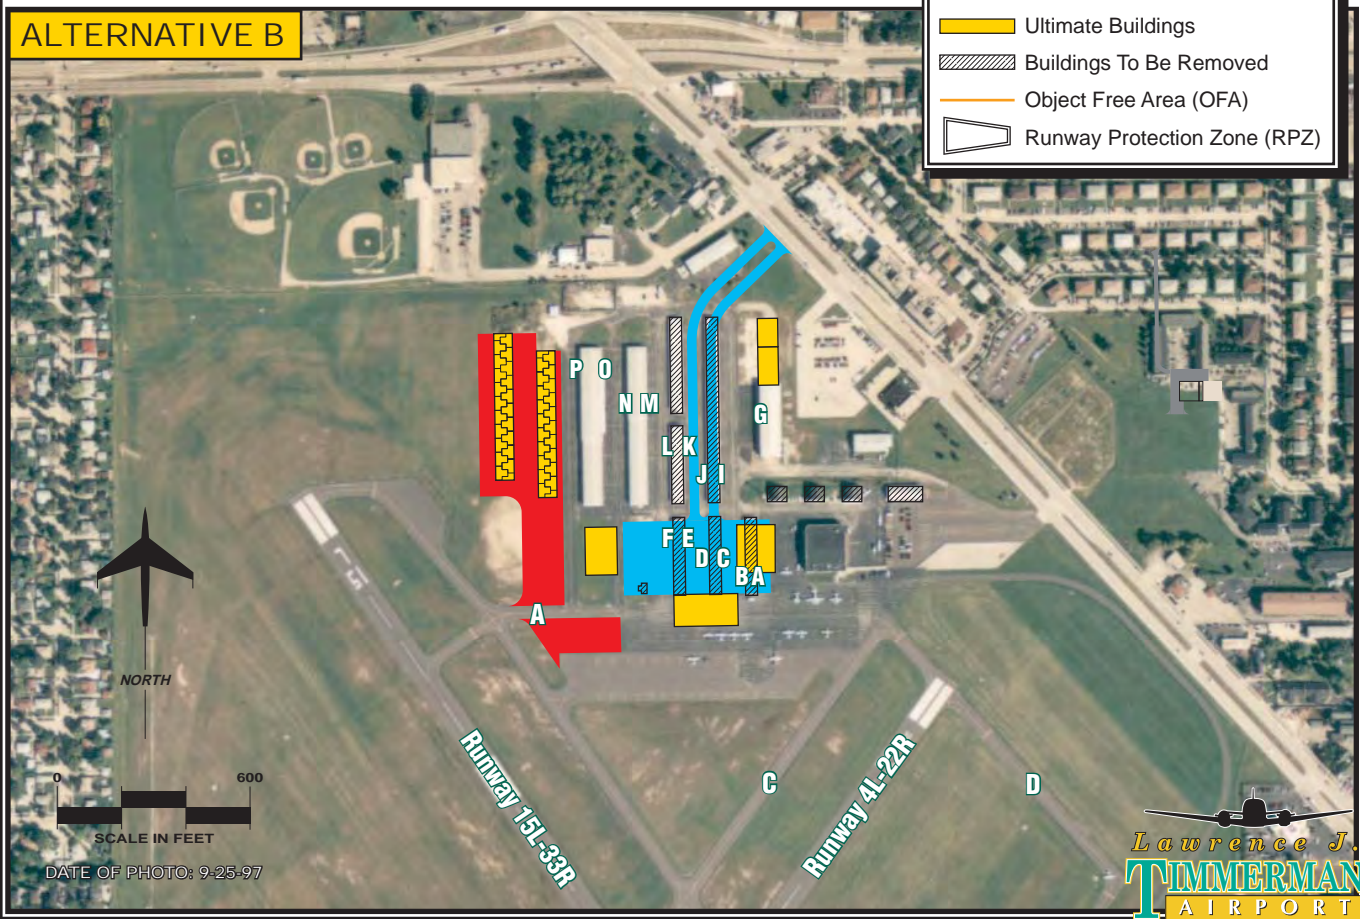 ALTERNATIVE B
Ultimate Buildings
Buildings To Be Removed
Object Free Area (OFA)
Runway Protection Zone (RPZ)
P O
N M
G
L K
J I
F E
D C
B A
A
15
NORTH
0 600
SCALE IN FEET
DATE OF PHOTO: 9-25-97
Runway 15L-33R
C
Runway 4L-22R
D
Lawrence J.
TIMMERMAN
AIRPORT